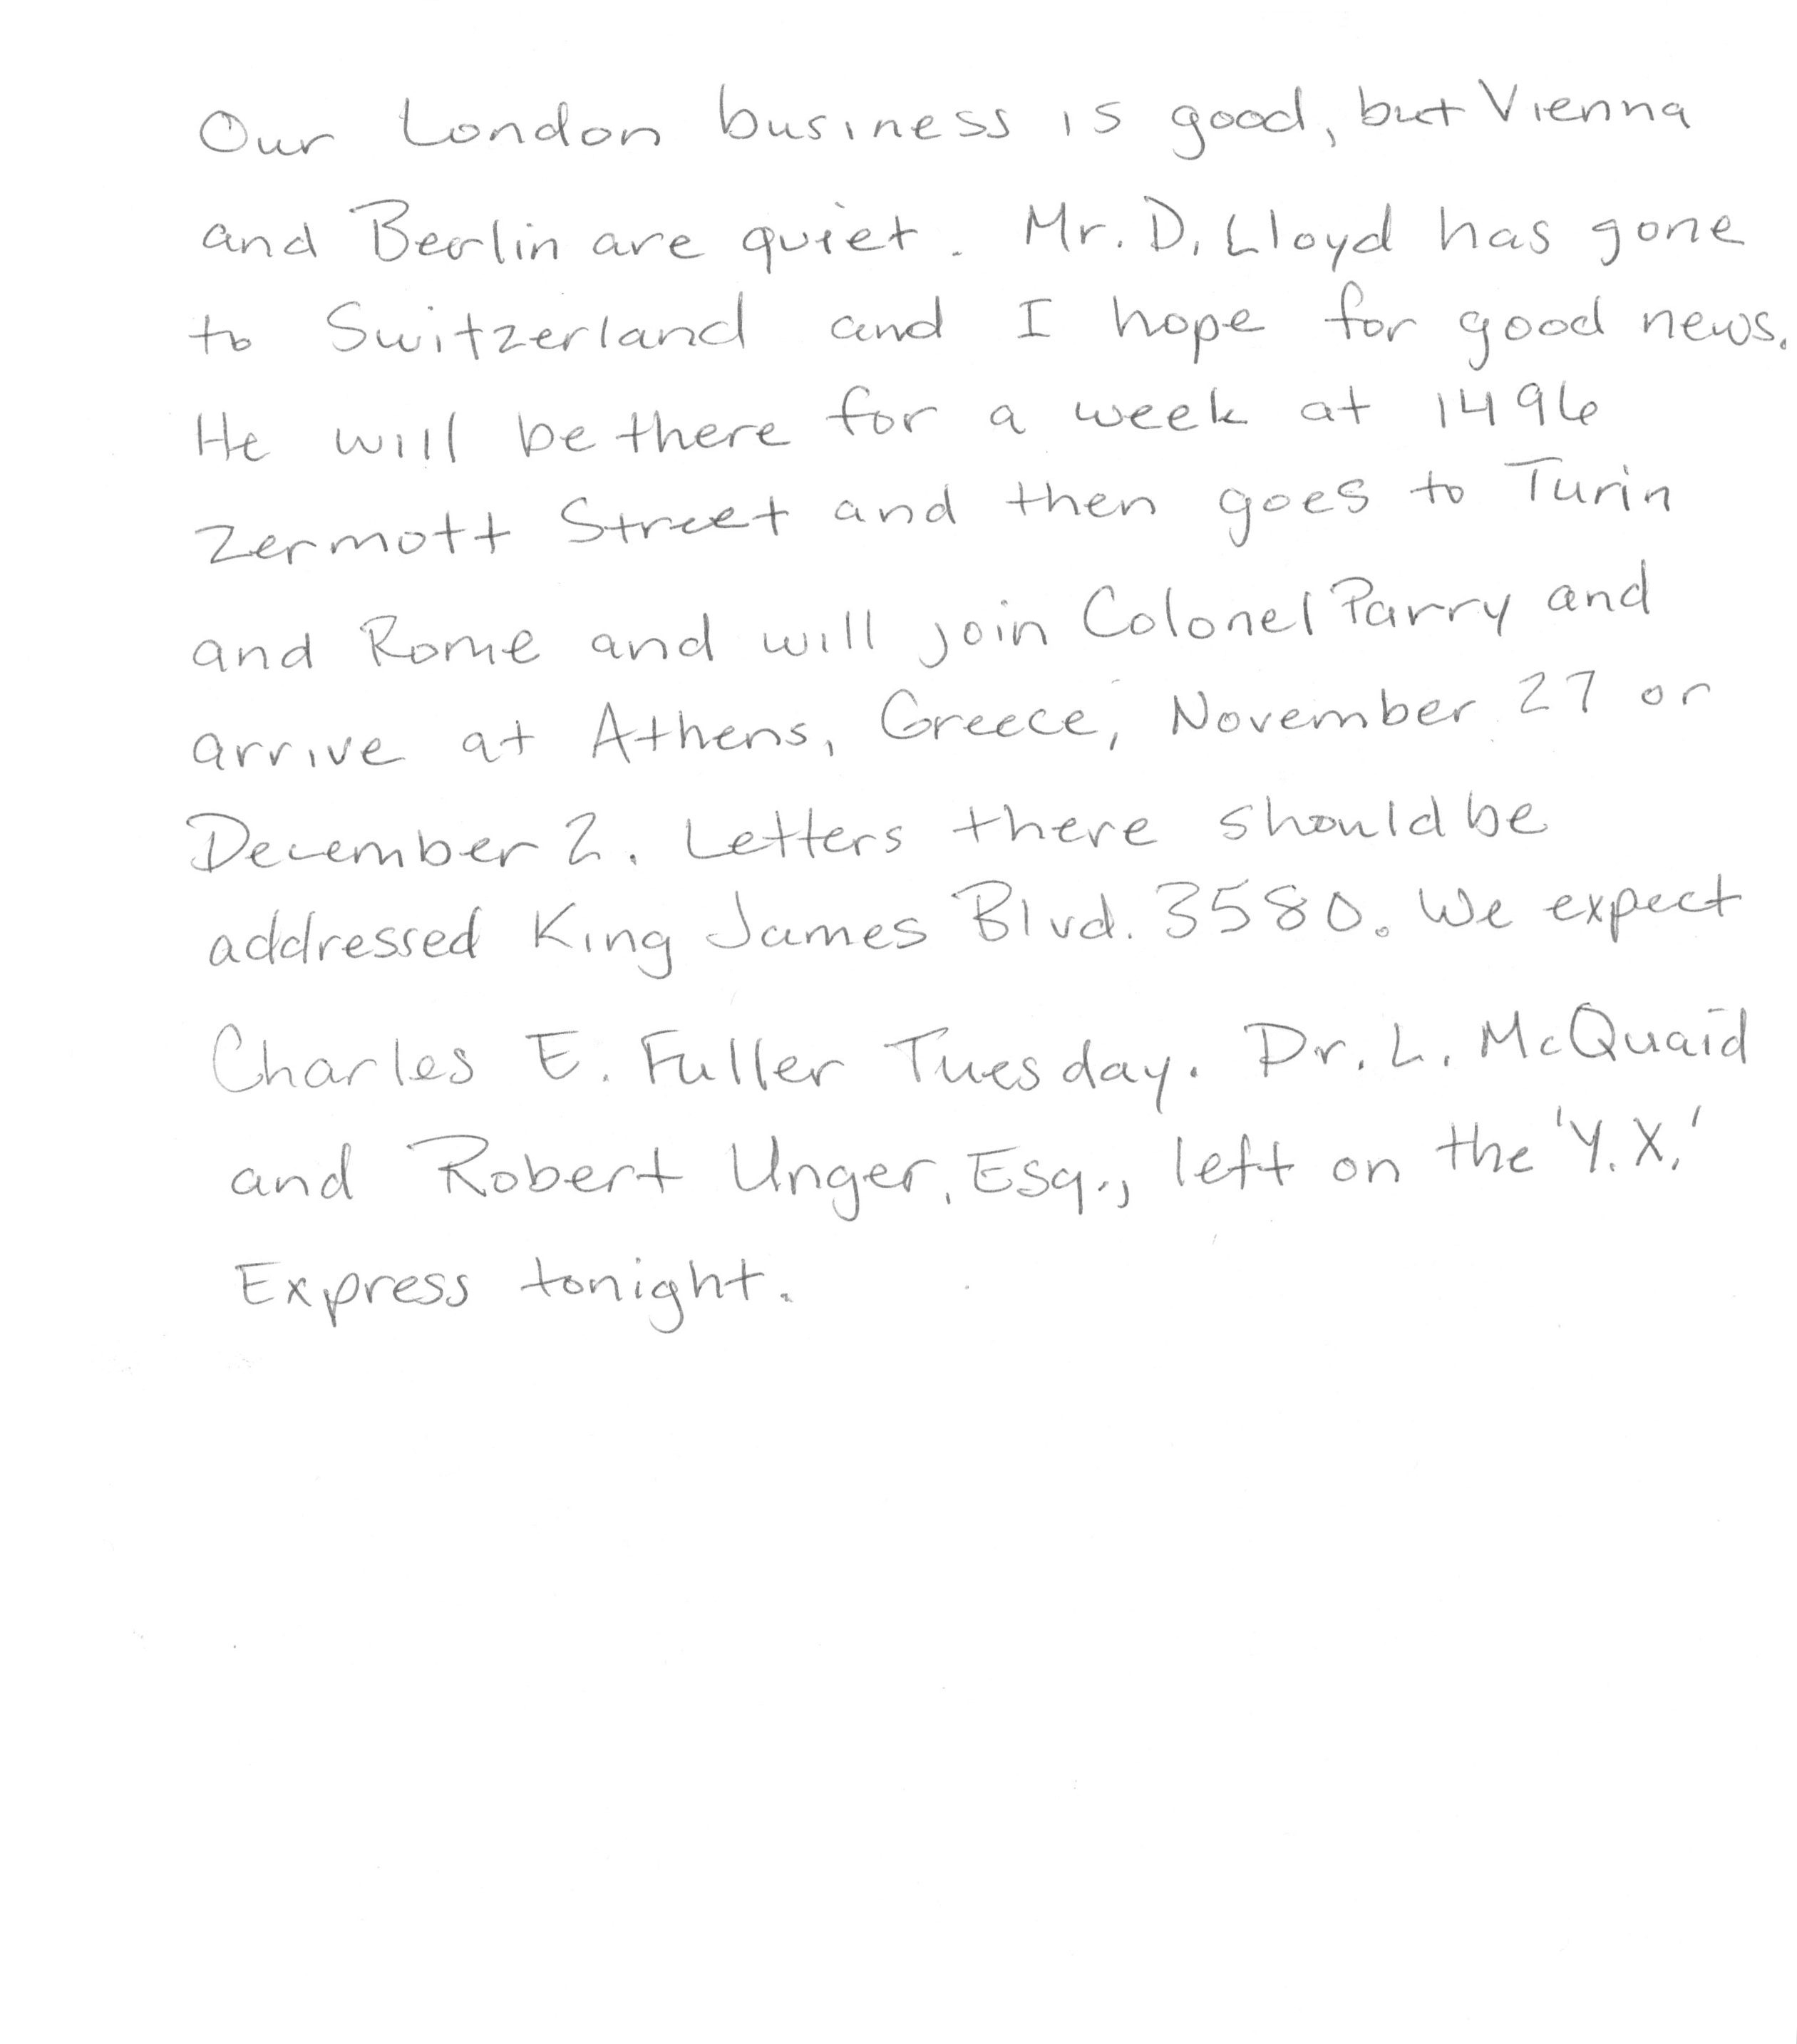 Our London business is good, but Vienna
and Berlin are quiet. Mr. D. Lloyd has gone
to Switzerland and I hope for good news.
He will be there for a week at 1496
Zermott Street and then goes to Turin
and Rome and will join Colonel Parry and
arrive at Athens, Greece, November 27 or
December 2. Letters there should be
addressed King James Blvd. 3580. We expect
Charles E. Fuller Tuesday. Dr. L. McQuaid
and Robert Unger, Esq., left on the 'Y.X.'
Express tonight.